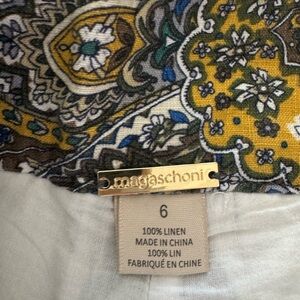 magaschoni
6
100% LINEN
MADE IN CHINA
100% LIN
FABRIQUÉ EN CHINE